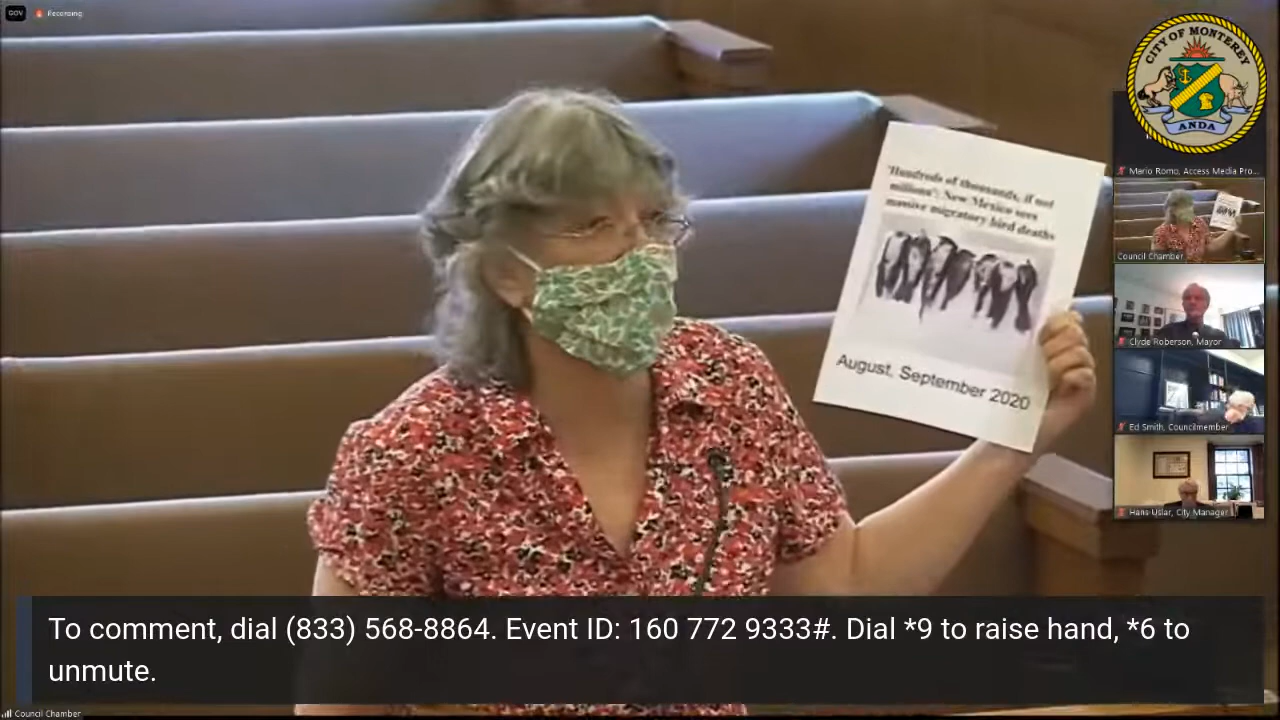 GOV
Recording
CITY OF MONTEREY
ANDA
Mario Romo, Access Media Pro...
Council Chamber
Clyde Roberson, Mayor
Ed Smith, Councilmember
Hans Uslar, City Manager
'Hundreds of thousands, if not
millions': New Mexico sees
massive migratory bird deaths
August, September 2020
To comment, dial (833) 568-8864. Event ID: 160 772 9333#. Dial *9 to raise hand, *6 to
unmute.
Council Chamber